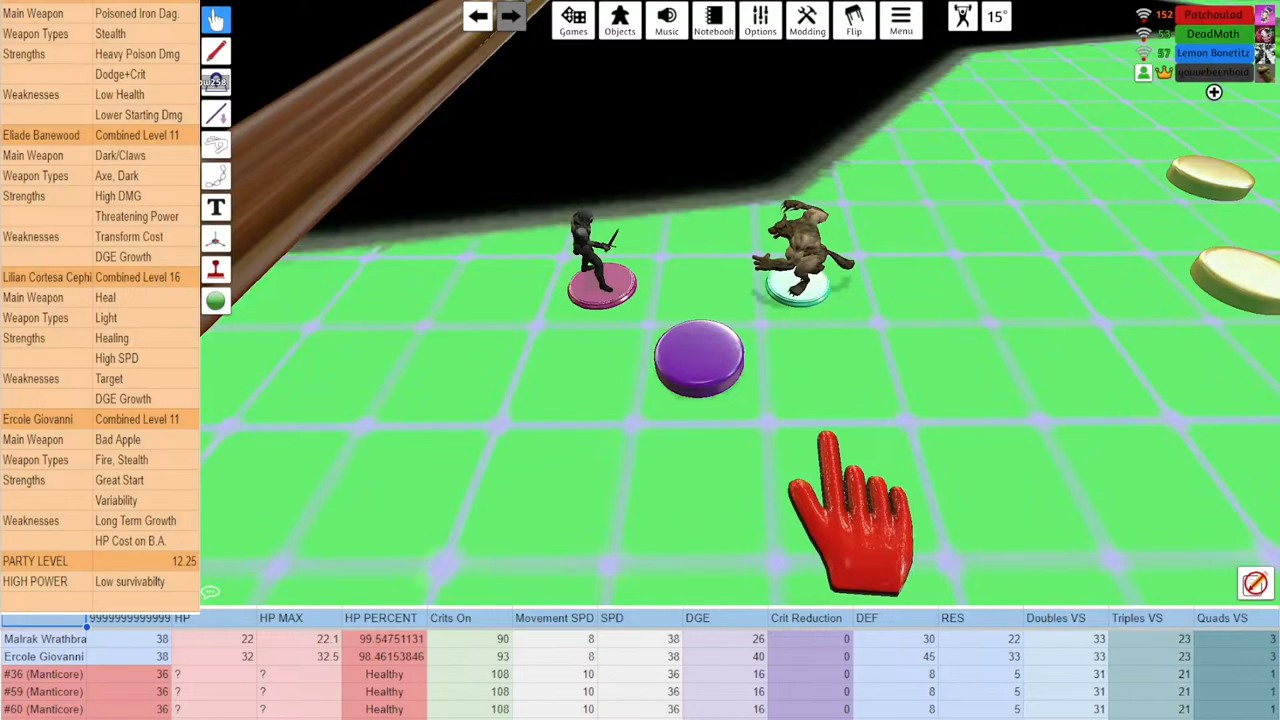 Main Weapon Poisoned Iron Dag.
Weapon Types Stealth
Strengths Heavy Poison Dmg
Dodge+Crit
Weaknesses Low Health
Lower Starting Dmg
Eliade Banewood Combined Level 11
Main Weapon Dark/Claws
Weapon Types Axe, Dark
Strengths High DMG
Threatening Power
Weaknesses Transform Cost
DGE Growth
Lilian Cortesa Cephi Combined Level 16
Main Weapon Heal
Weapon Types Light
Strengths Healing
High SPD
Weaknesses Target
DGE Growth
Ercole Giovanni Combined Level 11
Main Weapon Bad Apple
Weapon Types Fire, Stealth
Strengths Great Start
Variability
Weaknesses Long Term Growth
HP Cost on B.A.
PARTY LEVEL 12.25
HIGH POWER Low survivabilty
T
Games Objects Music Notebook Options Modding Flip Menu 15°
152 Patchoulad
53 DeadMoth
57 Lemon Bonetitz
youvebeenboid
HP HP MAX HP PERCENT Crits On Movement SPD SPD DGE Crit Reduction DEF RES Doubles VS Triples VS Quads VS
Malrak Wrathbra 38 22 22.1 99.54751131 90 8 38 26 0 30 22 33 23 3
Ercole Giovanni 38 32 32.5 98.46153846 93 8 38 40 0 45 33 33 23 3
#36 (Manticore) 36 ? ? Healthy 108 10 36 16 0 8 5 31 21 1
#59 (Manticore) 36 ? ? Healthy 108 10 36 16 0 8 5 31 21 1
#60 (Manticore) 36 ? ? Healthy 108 10 36 16 0 8 5 31 21 1